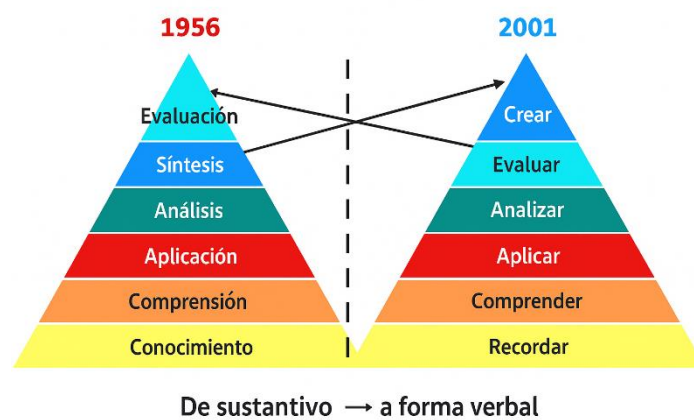 1956
Evaluación
Síntesis
Análisis
Aplicación
Comprensión
Conocimiento
2001
Crear
Evaluar
Analizar
Aplicar
Comprender
Recordar
De sustantivo → a forma verbal